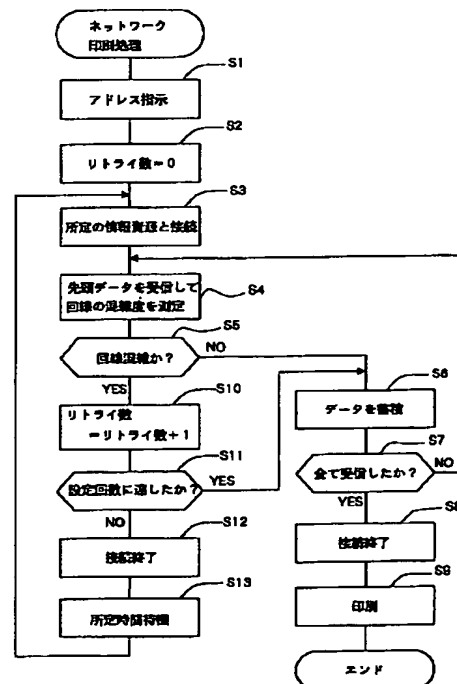 ネットワーク
印刷処理
S1
アドレス指示
S2
リトライ数=0
S3
所定の情報資源と接続
先頭データを受信して
回線の混雑度を測定
S4
S5
回線混雑か?
NO
YES
S10
リトライ数
=リトライ数+1
S11
設定回数に達したか?
YES
NO
S12
接続終了
S13
所定時間待機
S6
データを蓄積
S7
全て受信したか?
NO
YES
S8
接続終了
S9
印刷
エンド